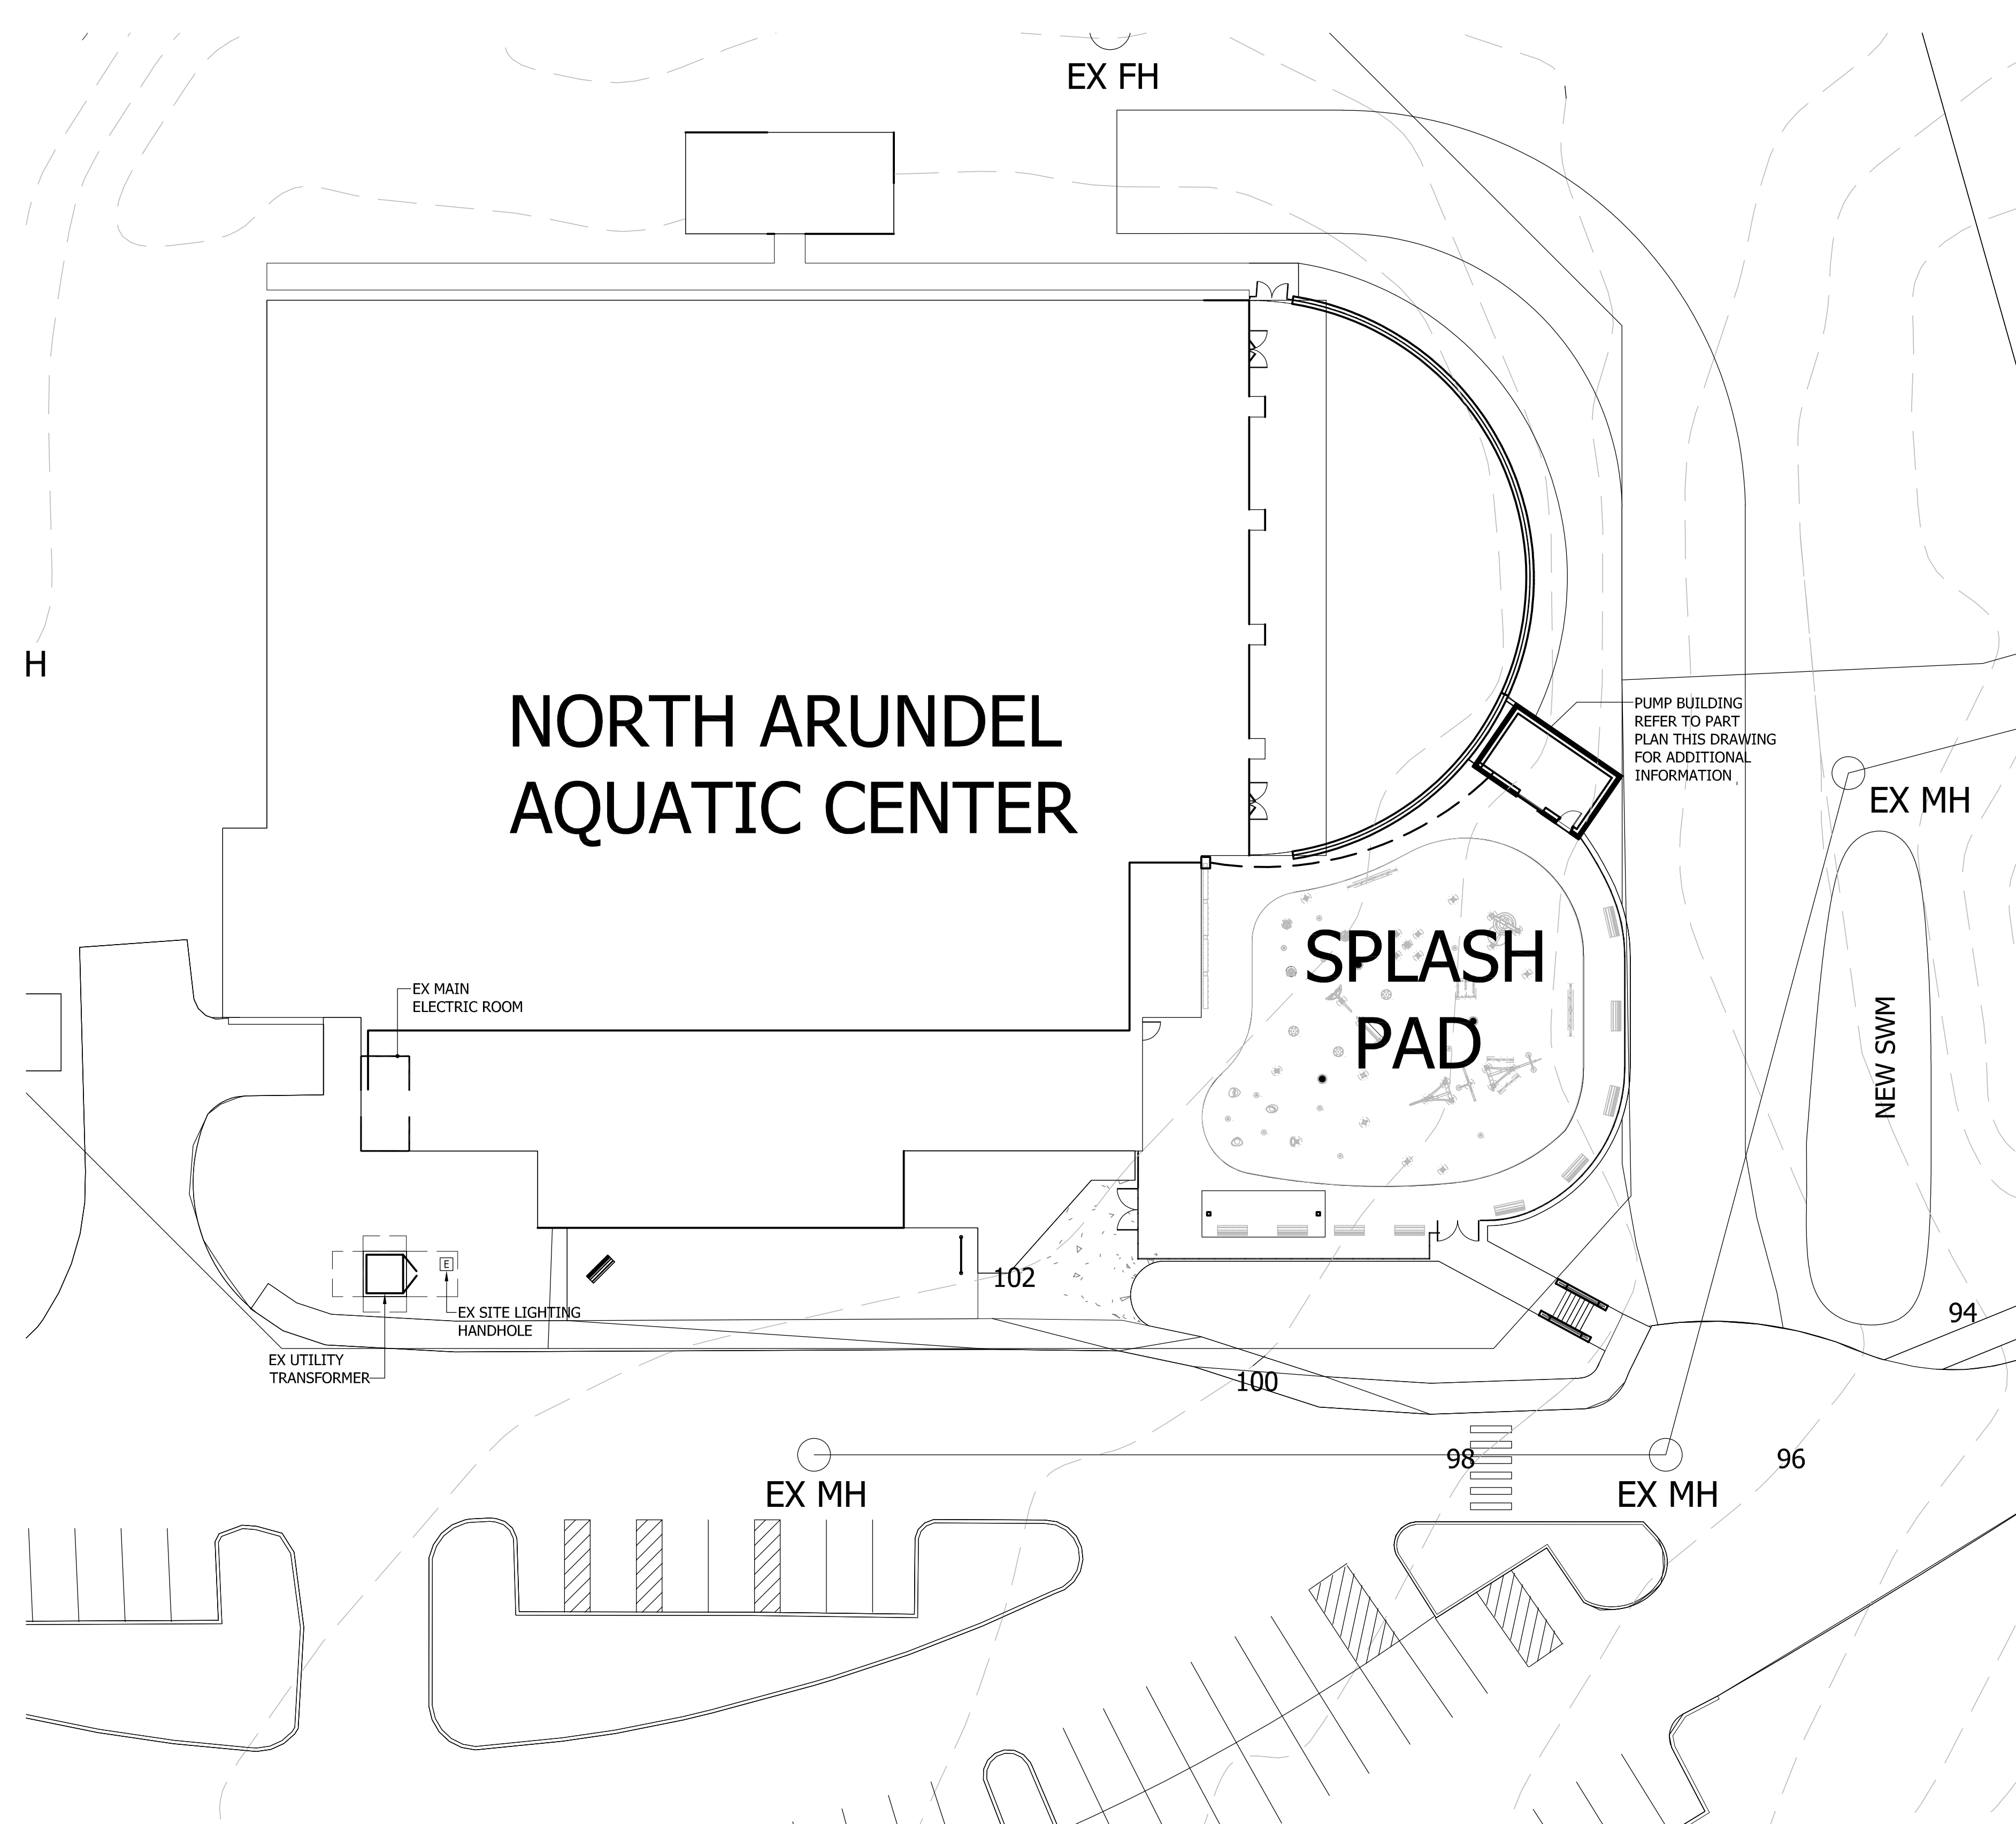 EX FH
H
NORTH ARUNDEL
AQUATIC CENTER
PUMP BUILDING
REFER TO PART
PLAN THIS DRAWING
FOR ADDITIONAL
INFORMATION
EX MH
SPLASH
PAD
EX MAIN
ELECTRIC ROOM
NEW SWM
E
102
EX SITE LIGHTING
HANDHOLE
94
EX UTILITY
TRANSFORMER
100
98
96
EX MH
EX MH